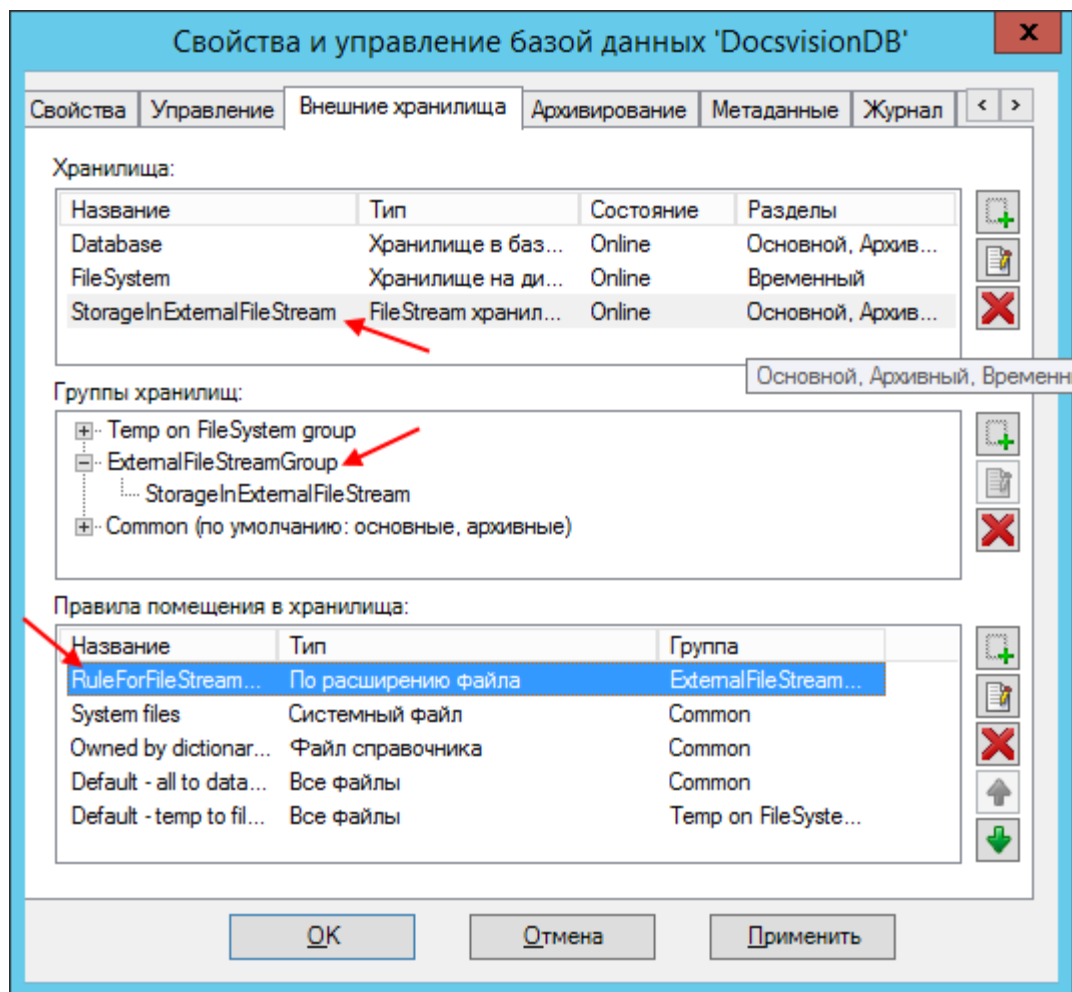 Свойства и управление базой данных 'DocsvisionDB'
x
Свойства Управление Внешние хранилища Архивирование Метаданные Журнал < >
Хранилища:
Название Тип Состояние Разделы
Database Хранилище в баз... Online Основной, Архив...
FileSystem Хранилище на ди... Online Временный
StorageInExternalFileStream FileStream хранил... Online Основной, Архив...
Основной, Архивный, Временн
Группы хранилищ:
Temp on FileSystem group
ExternalFileStreamGroup
StorageInExternalFileStream
Common (по умолчанию: основные, архивные)
Правила помещения в хранилища:
Название Тип Группа
RuleForFileStream... По расширению файла ExternalFileStream...
System files Системный файл Common
Owned by dictionar... Файл справочника Common
Default - all to data... Все файлы Common
Default - temp to fil... Все файлы Temp on FileSyste...
OK Отмена Применить